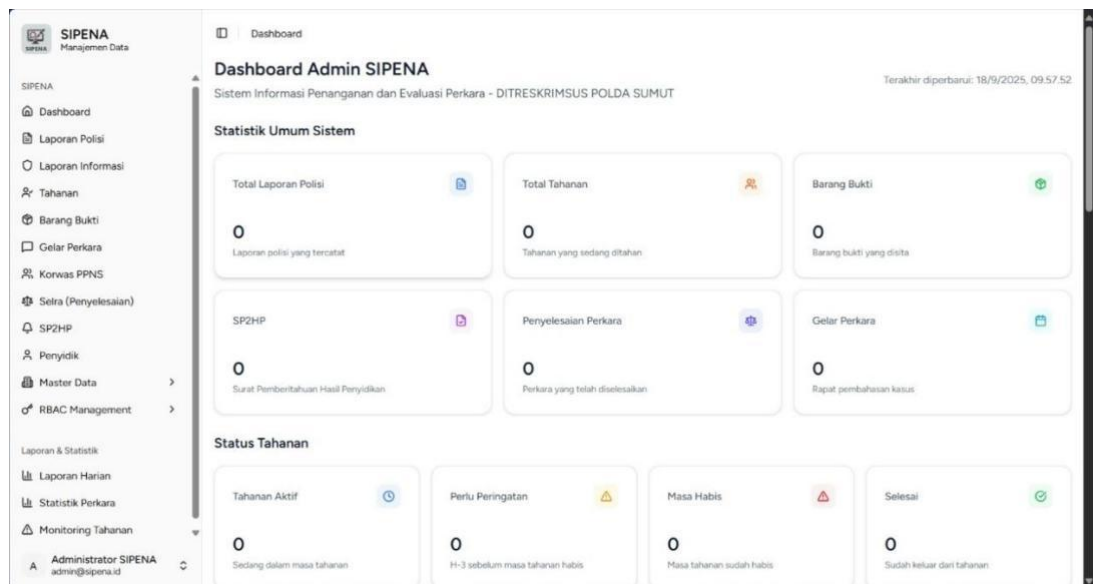 SIPENA
SIPENA
Manajemen Data
SIPENA
Dashboard
Laporan Polisi
Laporan Informasi
Tahanan
Barang Bukti
Gelar Perkara
Korwas PPNS
Selra (Penyelesaian)
SP2HP
Penyidik
Master Data
RBAC Management
Laporan & Statistik
Laporan Harian
Statistik Perkara
Monitoring Tahanan
A
Administrator SIPENA
admin@sipena.id
Dashboard
Dashboard Admin SIPENA
Terakhir diperbarui: 18/9/2025, 09.57.52
Sistem Informasi Penanganan dan Evaluasi Perkara - DITRESKRIMSUS POLDA SUMUT
Statistik Umum Sistem
Total Laporan Polisi
0
Laporan polisi yang tercatat
Total Tahanan
0
Tahanan yang sedang ditahan
Barang Bukti
0
Barang bukti yang disita
SP2HP
0
Surat Pemberitahuan Hasil Penyidikan
Penyelesaian Perkara
0
Perkara yang telah diselesaikan
Gelar Perkara
0
Rapat pembahasan kasus
Status Tahanan
Tahanan Aktif
0
Sedang dalam masa tahanan
Perlu Peringatan
0
H-3 sebelum masa tahanan habis
Masa Habis
0
Masa tahanan sudah habis
Selesai
0
Sudah keluar dari tahanan